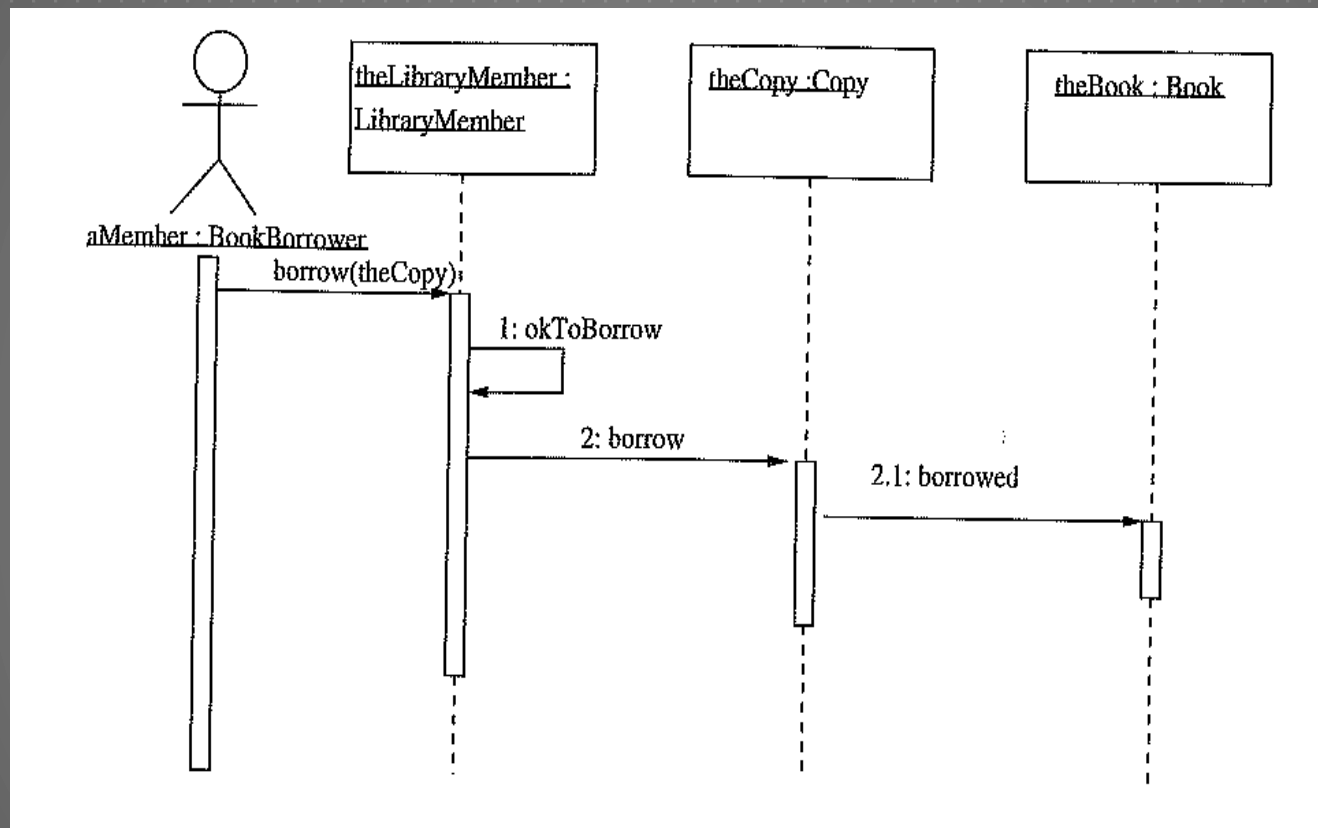 theLibraryMember :
LibraryMember
theCopy :Copy
theBook : Book
aMember : BookBorrower
borrow(theCopy)
1: okToBorrow
2: borrow
2.1: borrowed